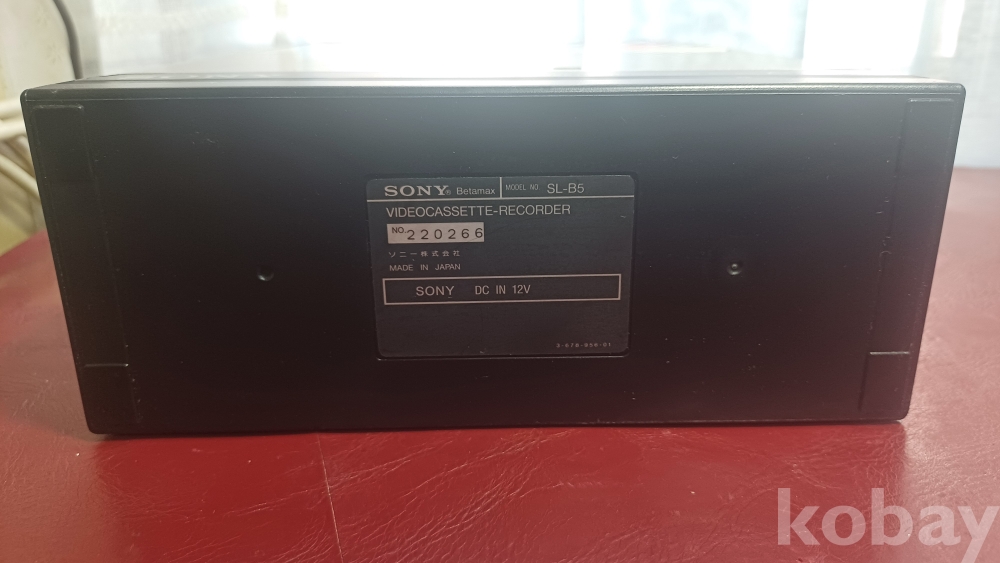 SONY® Betamax MODEL NO. SL-B5
VIDEOCASSETTE-RECORDER
NO. 220266
ソニー株式会社
MADE IN JAPAN
SONY DC IN 12V
kobay